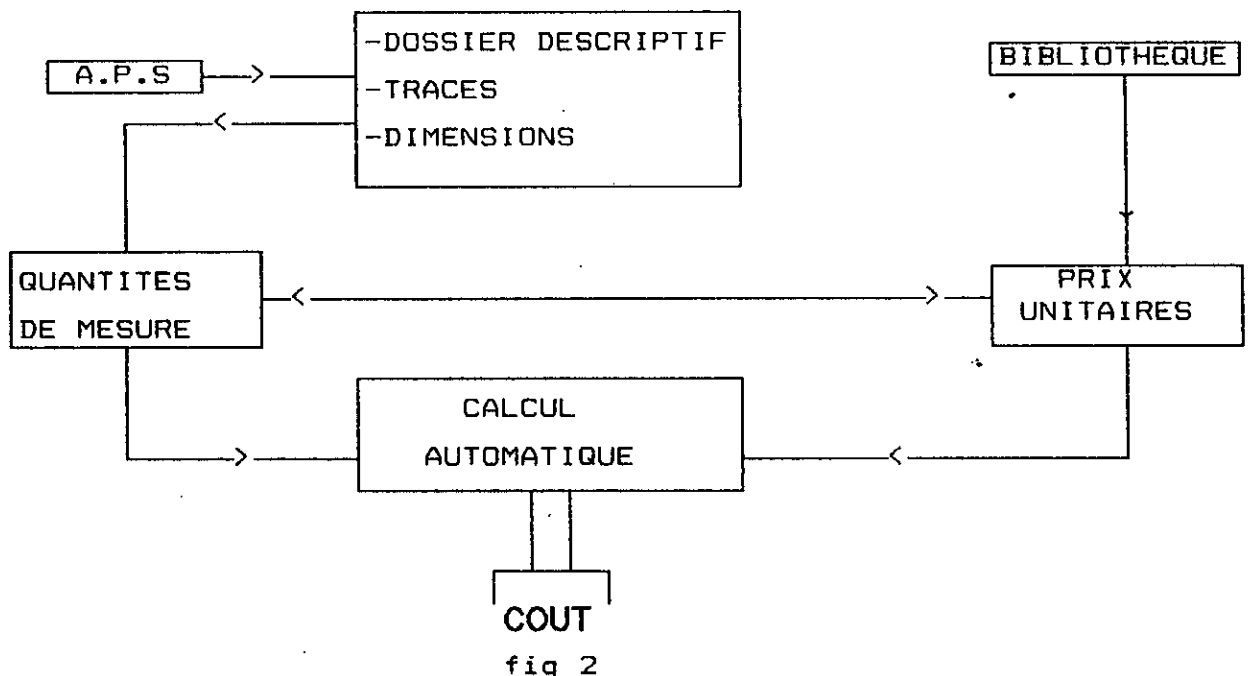 A.P.S
-DOSSIER DESCRIPTIF
-TRACES
-DIMENSIONS
BIBLIOTHEQUE
QUANTITES
DE MESURE
PRIX
UNITAIRES
CALCUL
AUTOMATIQUE
COUT
fig 2